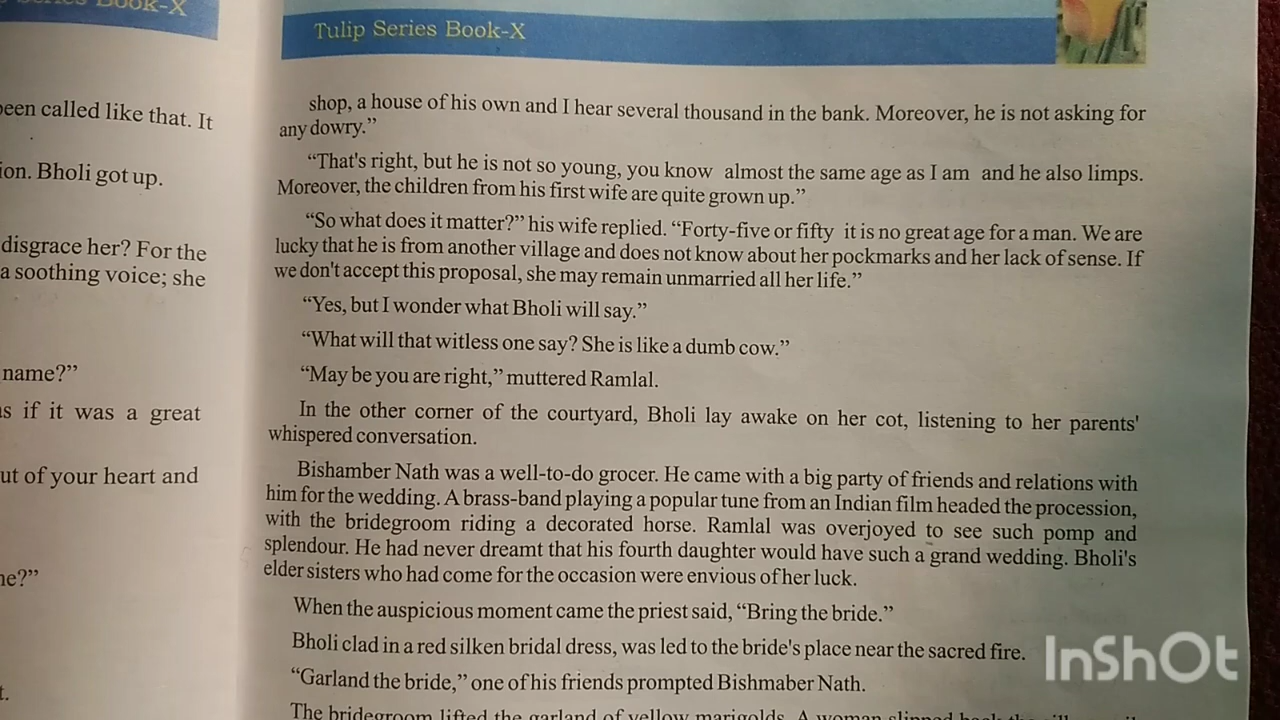 Book-X
been called like that. It
ion. Bholi got up.
disgrace her? For the
a soothing voice; she
name?”
as if it was a great
ut of your heart and
ne?”
t.
Tulip Series Book-X
shop, a house of his own and I hear several thousand in the bank. Moreover, he is not asking for
any dowry.”
“That's right, but he is not so young, you know almost the same age as I am and he also limps.
Moreover, the children from his first wife are quite grown up.”
“So what does it matter?” his wife replied. “Forty-five or fifty it is no great age for a man. We are
lucky that he is from another village and does not know about her pockmarks and her lack of sense. If
we don't accept this proposal, she may remain unmarried all her life.”
“Yes, but I wonder what Bholi will say.”
“What will that witless one say? She is like a dumb cow.”
“May be you are right,” muttered Ramlal.
In the other corner of the courtyard, Bholi lay awake on her cot, listening to her parents'
whispered conversation.
Bishamber Nath was a well-to-do grocer. He came with a big party of friends and relations with
him for the wedding. A brass-band playing a popular tune from an Indian film headed the procession,
with the bridegroom riding a decorated horse. Ramlal was overjoyed to see such pomp and
splendour. He had never dreamt that his fourth daughter would have such a grand wedding. Bholi's
elder sisters who had come for the occasion were envious of her luck.
When the auspicious moment came the priest said, “Bring the bride.”
Bholi clad in a red silken bridal dress, was led to the bride's place near the sacred fire.
“Garland the bride,” one of his friends prompted Bishmaber Nath.
The bridegroom lifted the garland of yellow marigolds. A woman slipped back the
InShOt